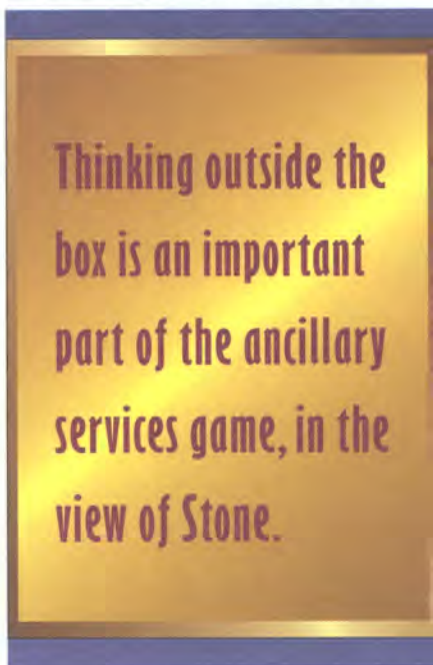 Thinking outside the
box is an important
part of the ancillary
services game, in the
view of Stone.